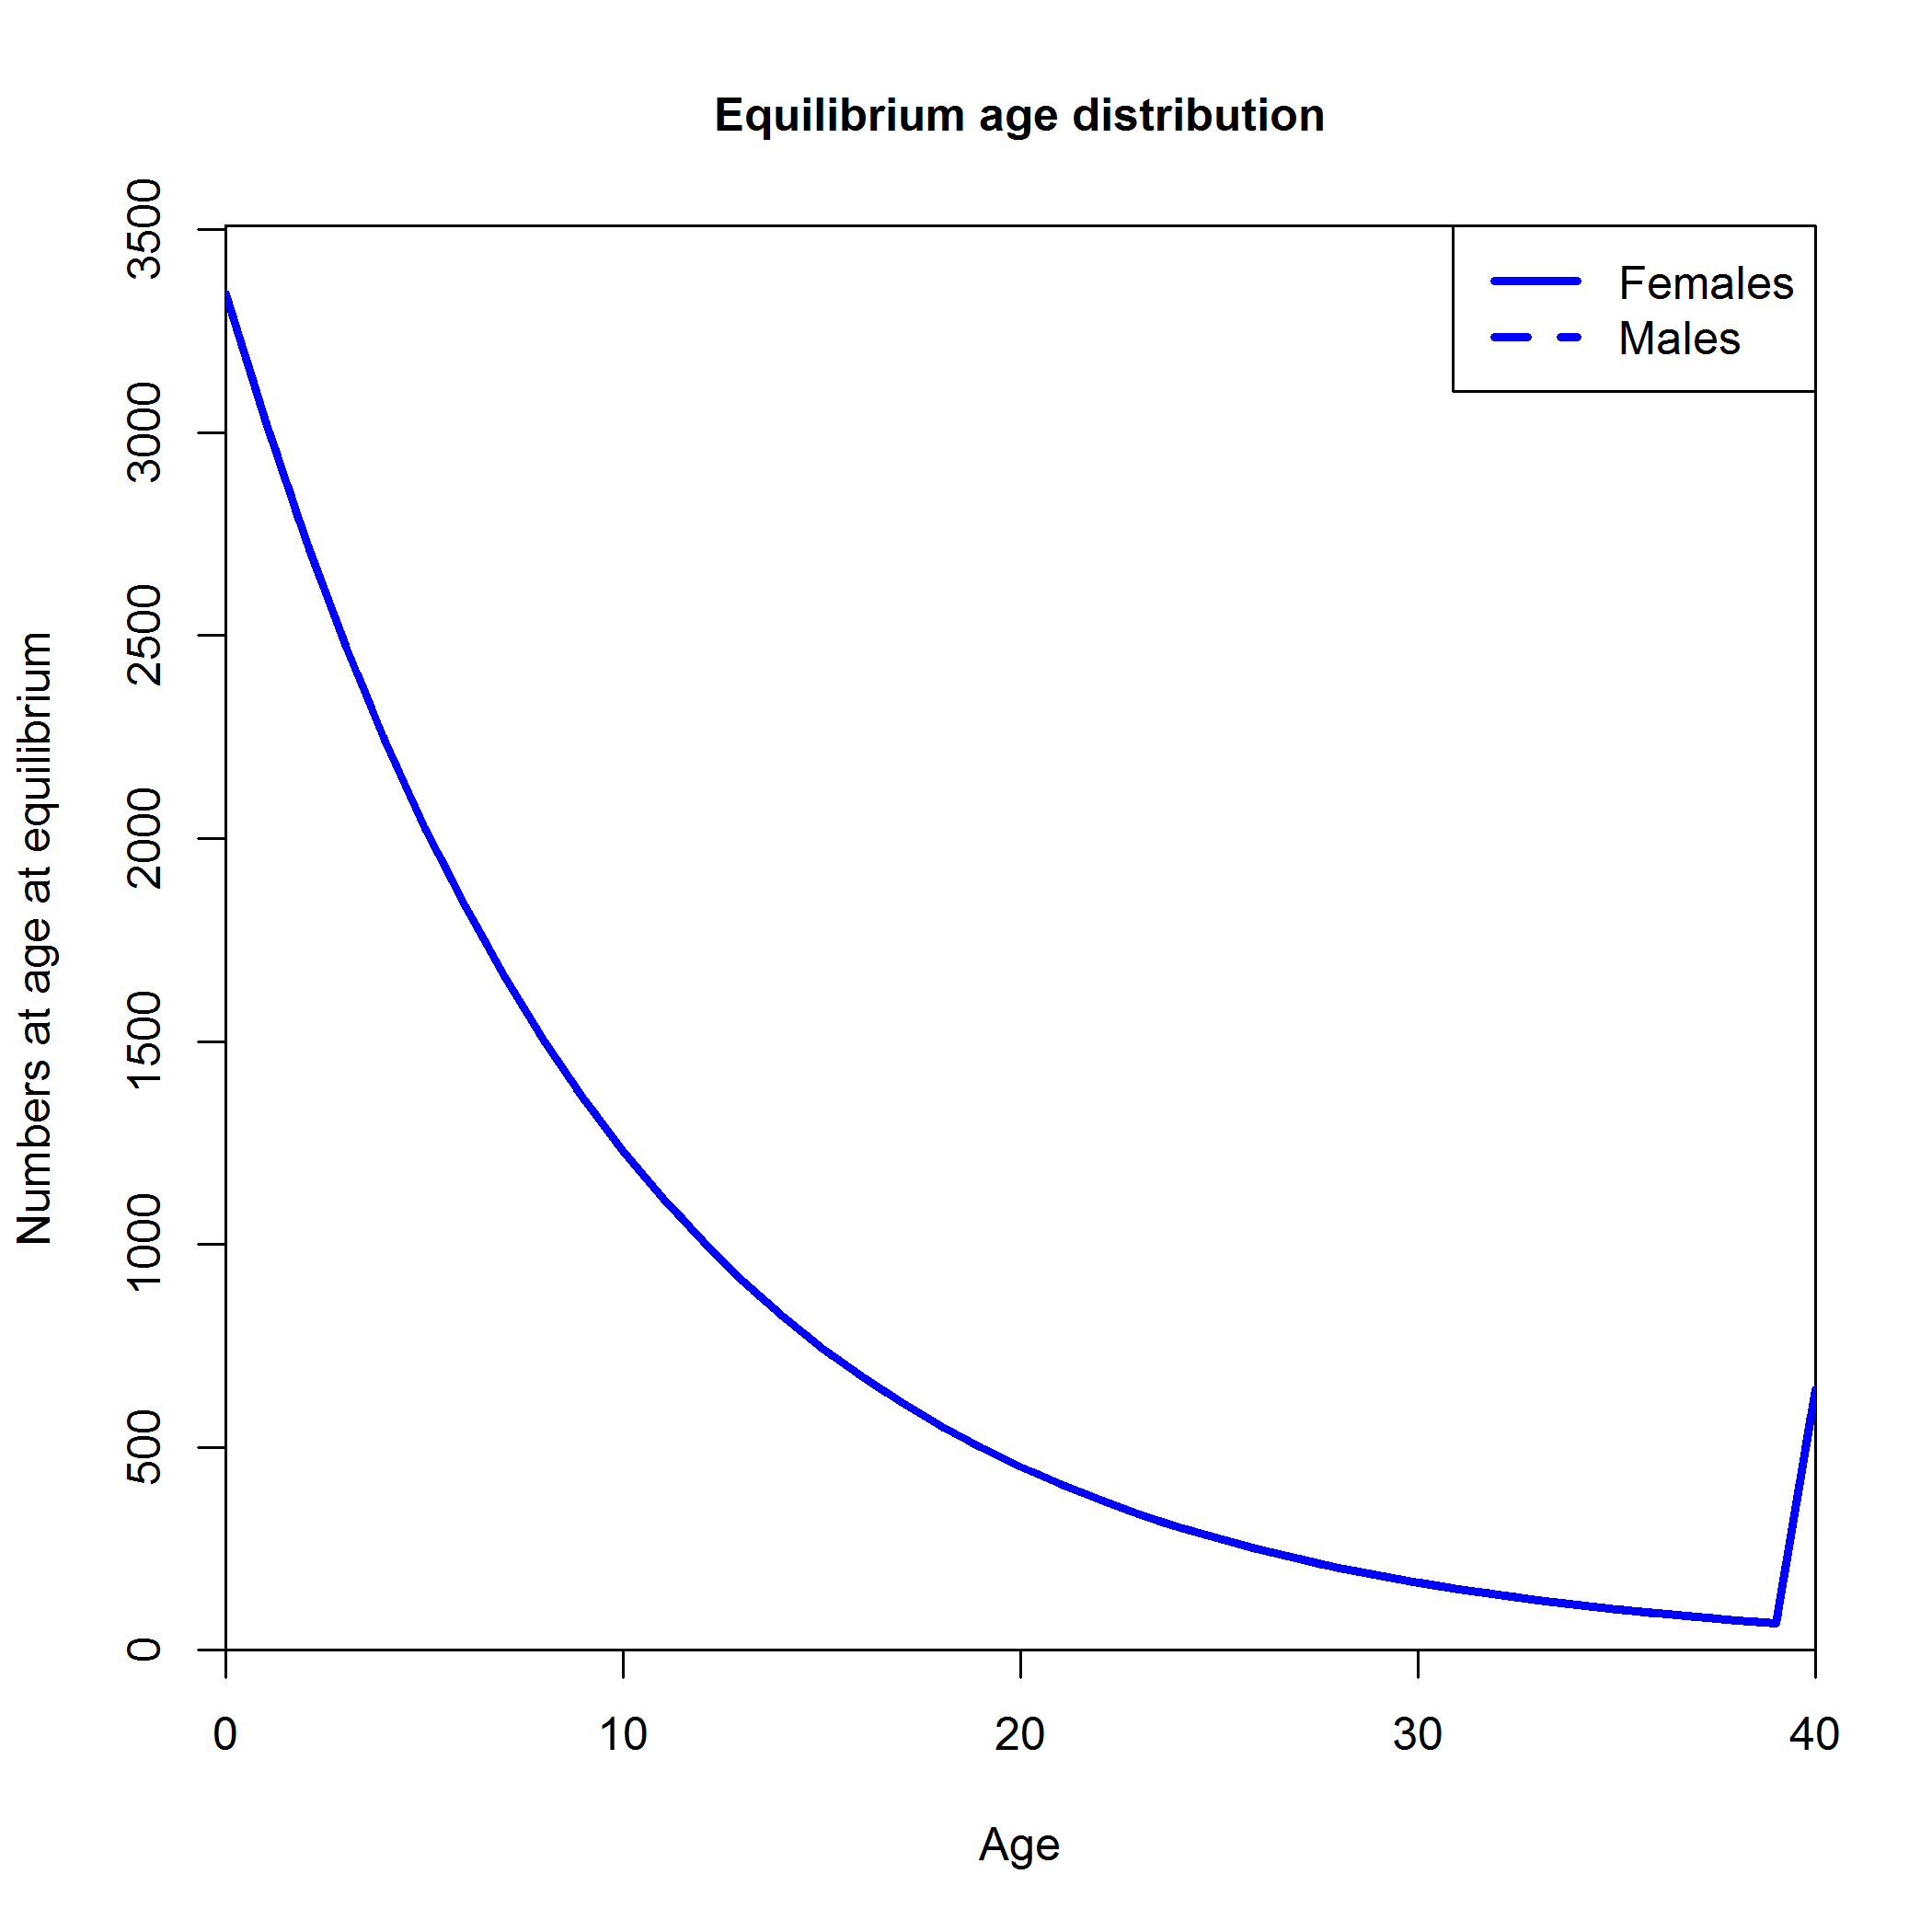 Equilibrium age distribution
Females
Males
Numbers at age at equilibrium
3500
3000
2500
2000
1500
1000
500
0
0 10 20 30 40
Age